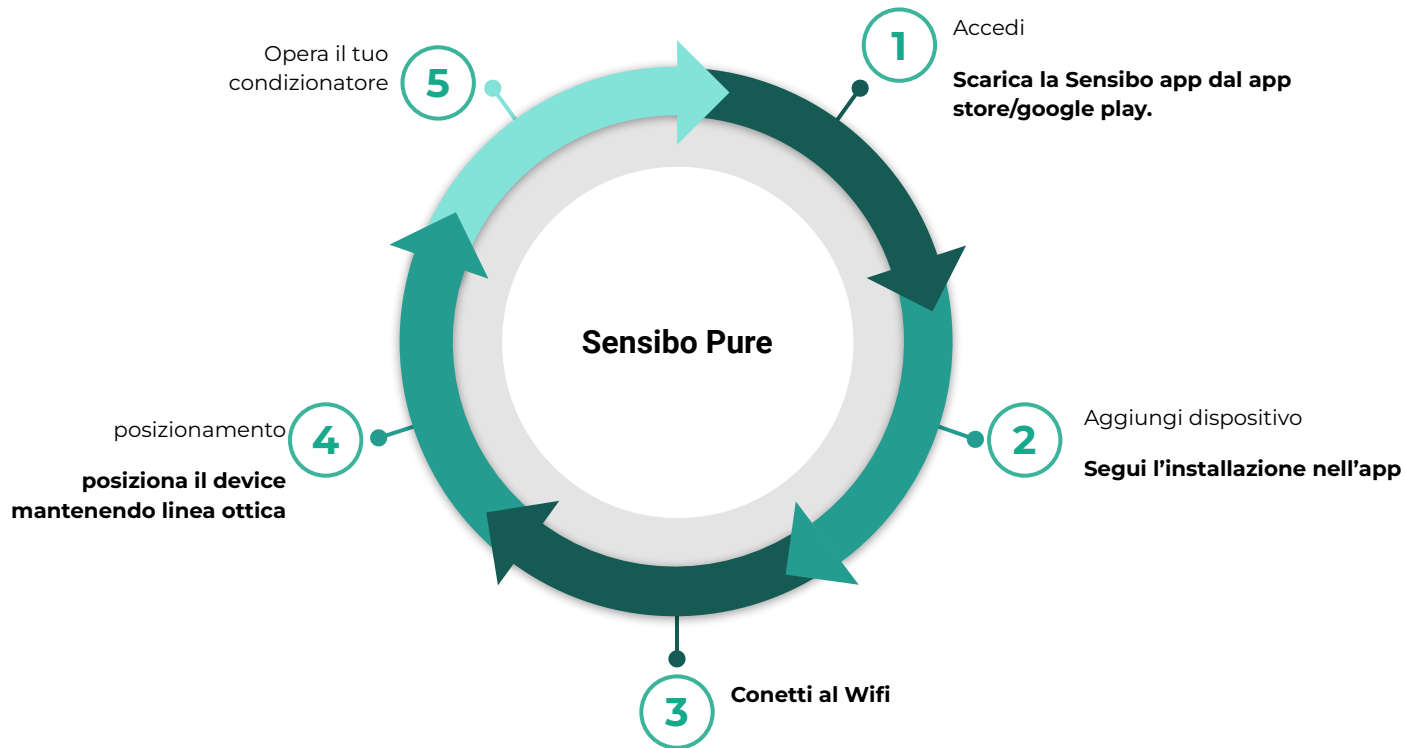 1
Accedi
Scarica la Sensibo app dal app
store/google play.
2
Aggiungi dispositivo
Segui l’installazione nell’app
3
Conetti al Wifi
4
posizionamento
posiziona il device
mantenendo linea ottica
5
Opera il tuo
condizionatore
Sensibo Pure